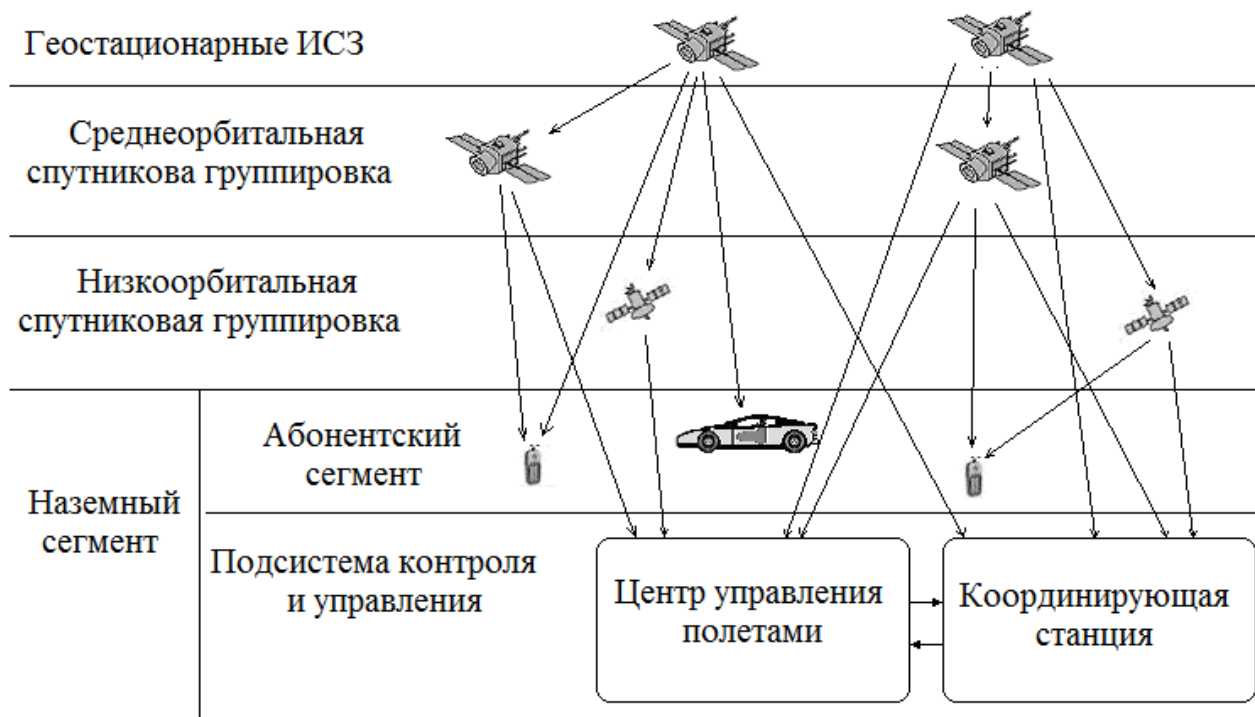 Геостационарные ИСЗ
Среднеорбитальная
спутникова группировка
Низкоорбитальная
спутниковая группировка
Абонентский
сегмент
Наземный
сегмент
Подсистема контроля
и управления
Центр управления
полетами
Координирующая
станция